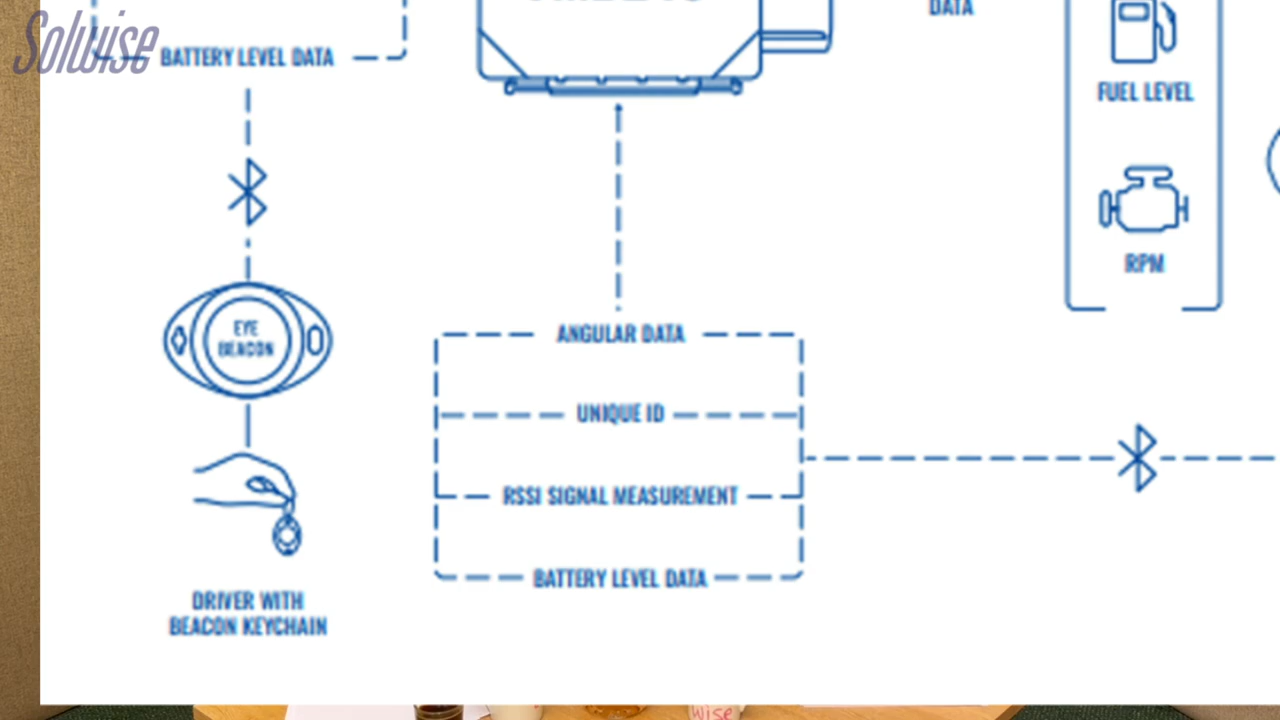 Solwise
BATTERY LEVEL DATA
DATA
FUEL LEVEL
RPM
EYE
BEACON
ANGULAR DATA
UNIQUE ID
RSSI SIGNAL MEASUREMENT
BATTERY LEVEL DATA
DRIVER WITH
BEACON KEYCHAIN
wise